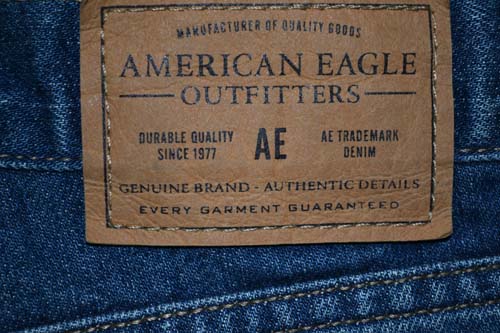 MANUFACTURER OF QUALITY GOODS
AMERICAN EAGLE
OUTFITTERS
DURABLE QUALITY
SINCE 1977
AE
AE TRADEMARK
DENIM
GENUINE BRAND - AUTHENTIC DETAILS
EVERY GARMENT GUARANTEED